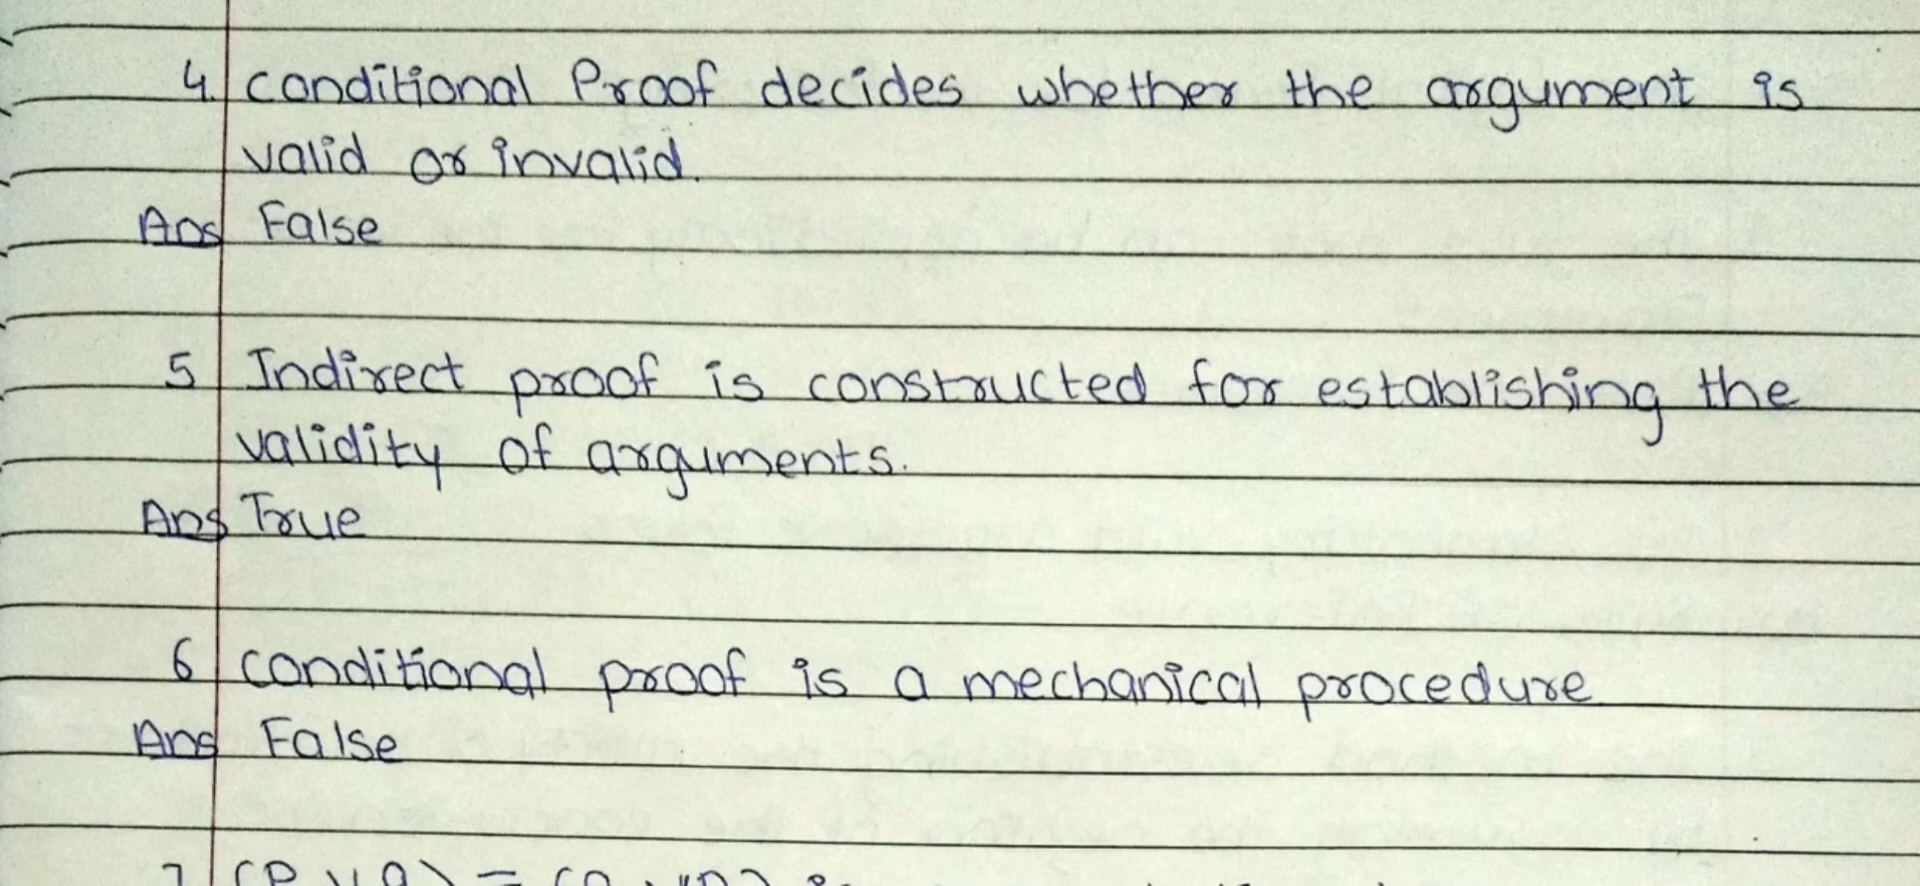 4. conditional Proof decides whether the argument is
valid or invalid.
Ans False
5 Indirect proof is constructed for establishing the
validity of arguments.
Ans True
6 conditional proof is a mechanical procedure
Ans False